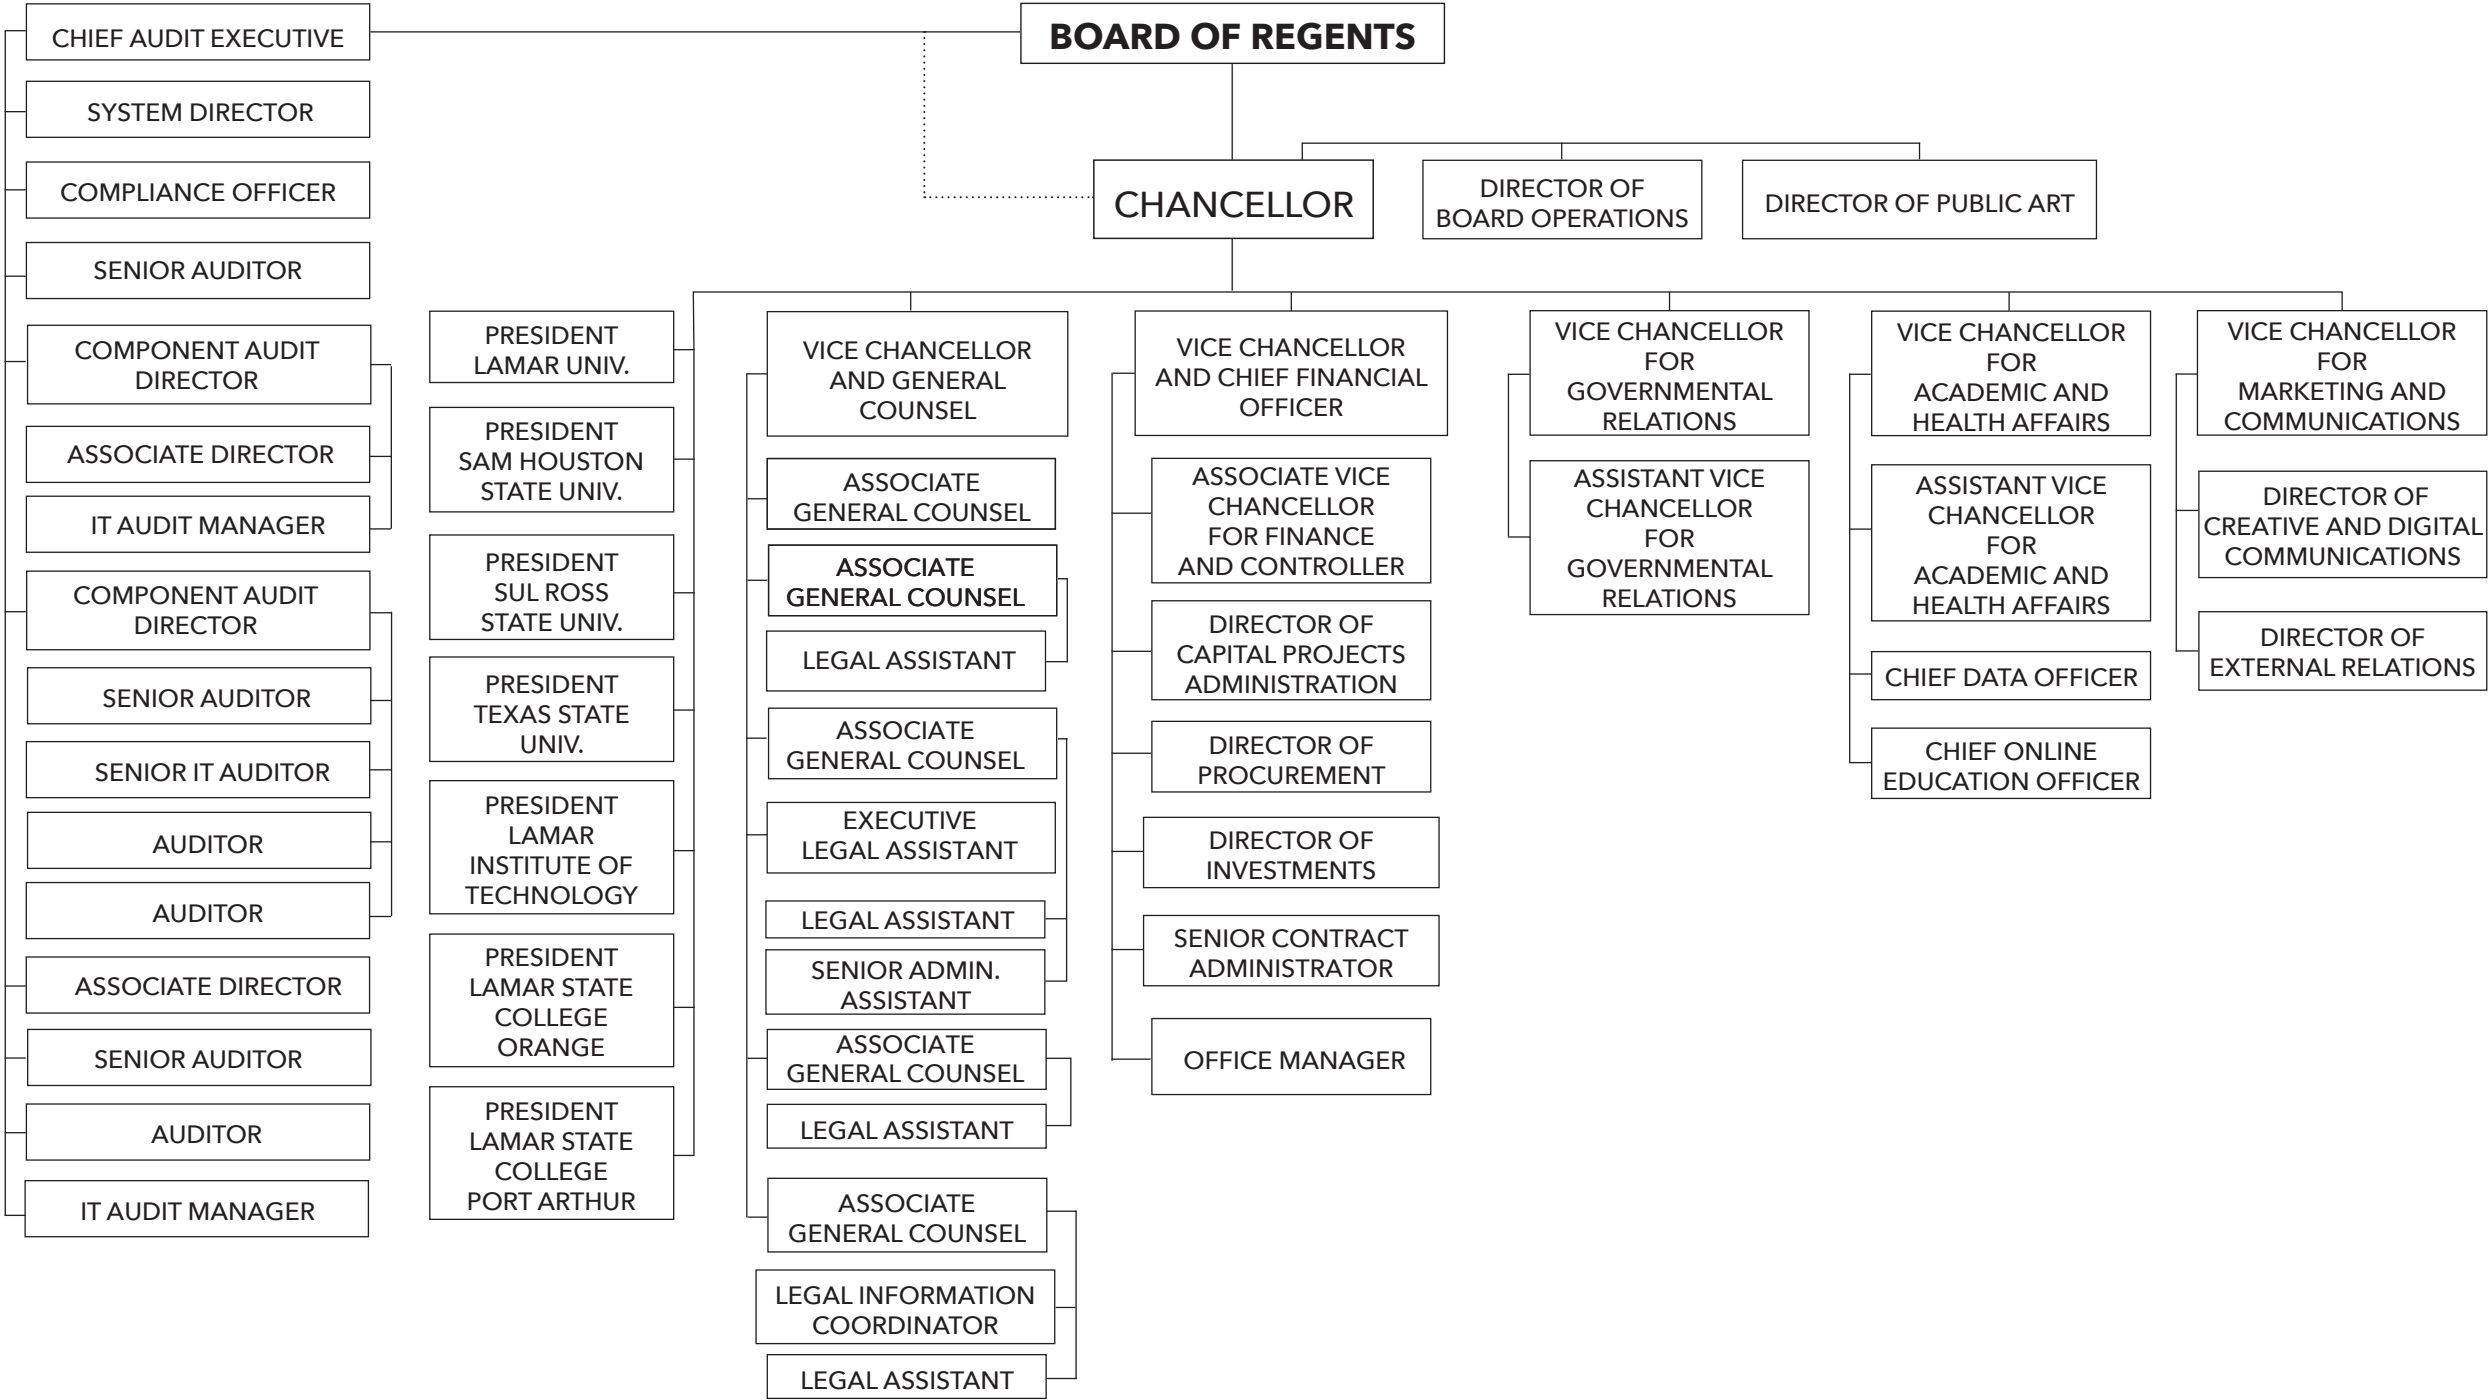 CHIEF AUDIT EXECUTIVE
SYSTEM DIRECTOR
COMPLIANCE OFFICER
SENIOR AUDITOR
COMPONENT AUDIT
DIRECTOR
ASSOCIATE DIRECTOR
IT AUDIT MANAGER
COMPONENT AUDIT
DIRECTOR
SENIOR AUDITOR
SENIOR IT AUDITOR
AUDITOR
AUDITOR
ASSOCIATE DIRECTOR
SENIOR AUDITOR
AUDITOR
IT AUDIT MANAGER
BOARD OF REGENTS
CHANCELLOR
DIRECTOR OF
BOARD OPERATIONS
DIRECTOR OF PUBLIC ART
PRESIDENT
LAMAR UNIV.
PRESIDENT
SAM HOUSTON
STATE UNIV.
PRESIDENT
SUL ROSS
STATE UNIV.
PRESIDENT
TEXAS STATE
UNIV.
PRESIDENT
LAMAR
INSTITUTE OF
TECHNOLOGY
PRESIDENT
LAMAR STATE
COLLEGE
ORANGE
PRESIDENT
LAMAR STATE
COLLEGE
PORT ARTHUR
VICE CHANCELLOR
AND GENERAL
COUNSEL
ASSOCIATE
GENERAL COUNSEL
ASSOCIATE
GENERAL COUNSEL
LEGAL ASSISTANT
ASSOCIATE
GENERAL COUNSEL
EXECUTIVE
LEGAL ASSISTANT
LEGAL ASSISTANT
SENIOR ADMIN.
ASSISTANT
ASSOCIATE
GENERAL COUNSEL
LEGAL ASSISTANT
ASSOCIATE
GENERAL COUNSEL
LEGAL INFORMATION
COORDINATOR
LEGAL ASSISTANT
VICE CHANCELLOR
AND CHIEF FINANCIAL
OFFICER
ASSOCIATE VICE
CHANCELLOR
FOR FINANCE
AND CONTROLLER
DIRECTOR OF
CAPITAL PROJECTS
ADMINISTRATION
DIRECTOR OF
PROCUREMENT
DIRECTOR OF
INVESTMENTS
SENIOR CONTRACT
ADMINISTRATOR
OFFICE MANAGER
VICE CHANCELLOR
FOR
GOVERNMENTAL
RELATIONS
ASSISTANT VICE
CHANCELLOR
FOR
GOVERNMENTAL
RELATIONS
VICE CHANCELLOR
FOR
ACADEMIC AND
HEALTH AFFAIRS
ASSISTANT VICE
CHANCELLOR
FOR
ACADEMIC AND
HEALTH AFFAIRS
CHIEF DATA OFFICER
CHIEF ONLINE
EDUCATION OFFICER
VICE CHANCELLOR
FOR
MARKETING AND
COMMUNICATIONS
DIRECTOR OF
CREATIVE AND DIGITAL
COMMUNICATIONS
DIRECTOR OF
EXTERNAL RELATIONS